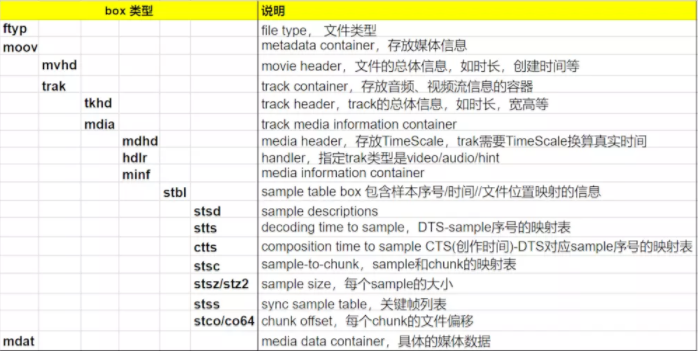 box 类型 说明
ftyp file type， 文件类型
moov metadata container，存放媒体信息
mvhd movie header，文件的总体信息，如时长，创建时间等
trak track container，存放音频、视频流信息的容器
tkhd track header，track的总体信息，如时长，宽高等
mdia track media information container
mdhd media header，存放TimeScale，trak需要TimeScale换算真实时间
hdlr handler，指定trak类型是video/audio/hint
minf media information container
stbl sample table box 包含样本序号/时间//文件位置映射的信息
stsd sample descriptions
stts decoding time to sample，DTS-sample序号的映射表
ctts composition time to sample CTS(创作时间)-DTS对应sample序号的映射表
stsc sample-to-chunk，sample和chunk的映射表
stsz/stz2 sample size，每个sample的大小
stss sync sample table，关键帧列表
stco/co64 chunk offset，每个chunk的文件偏移
mdat media data container，具体的媒体数据